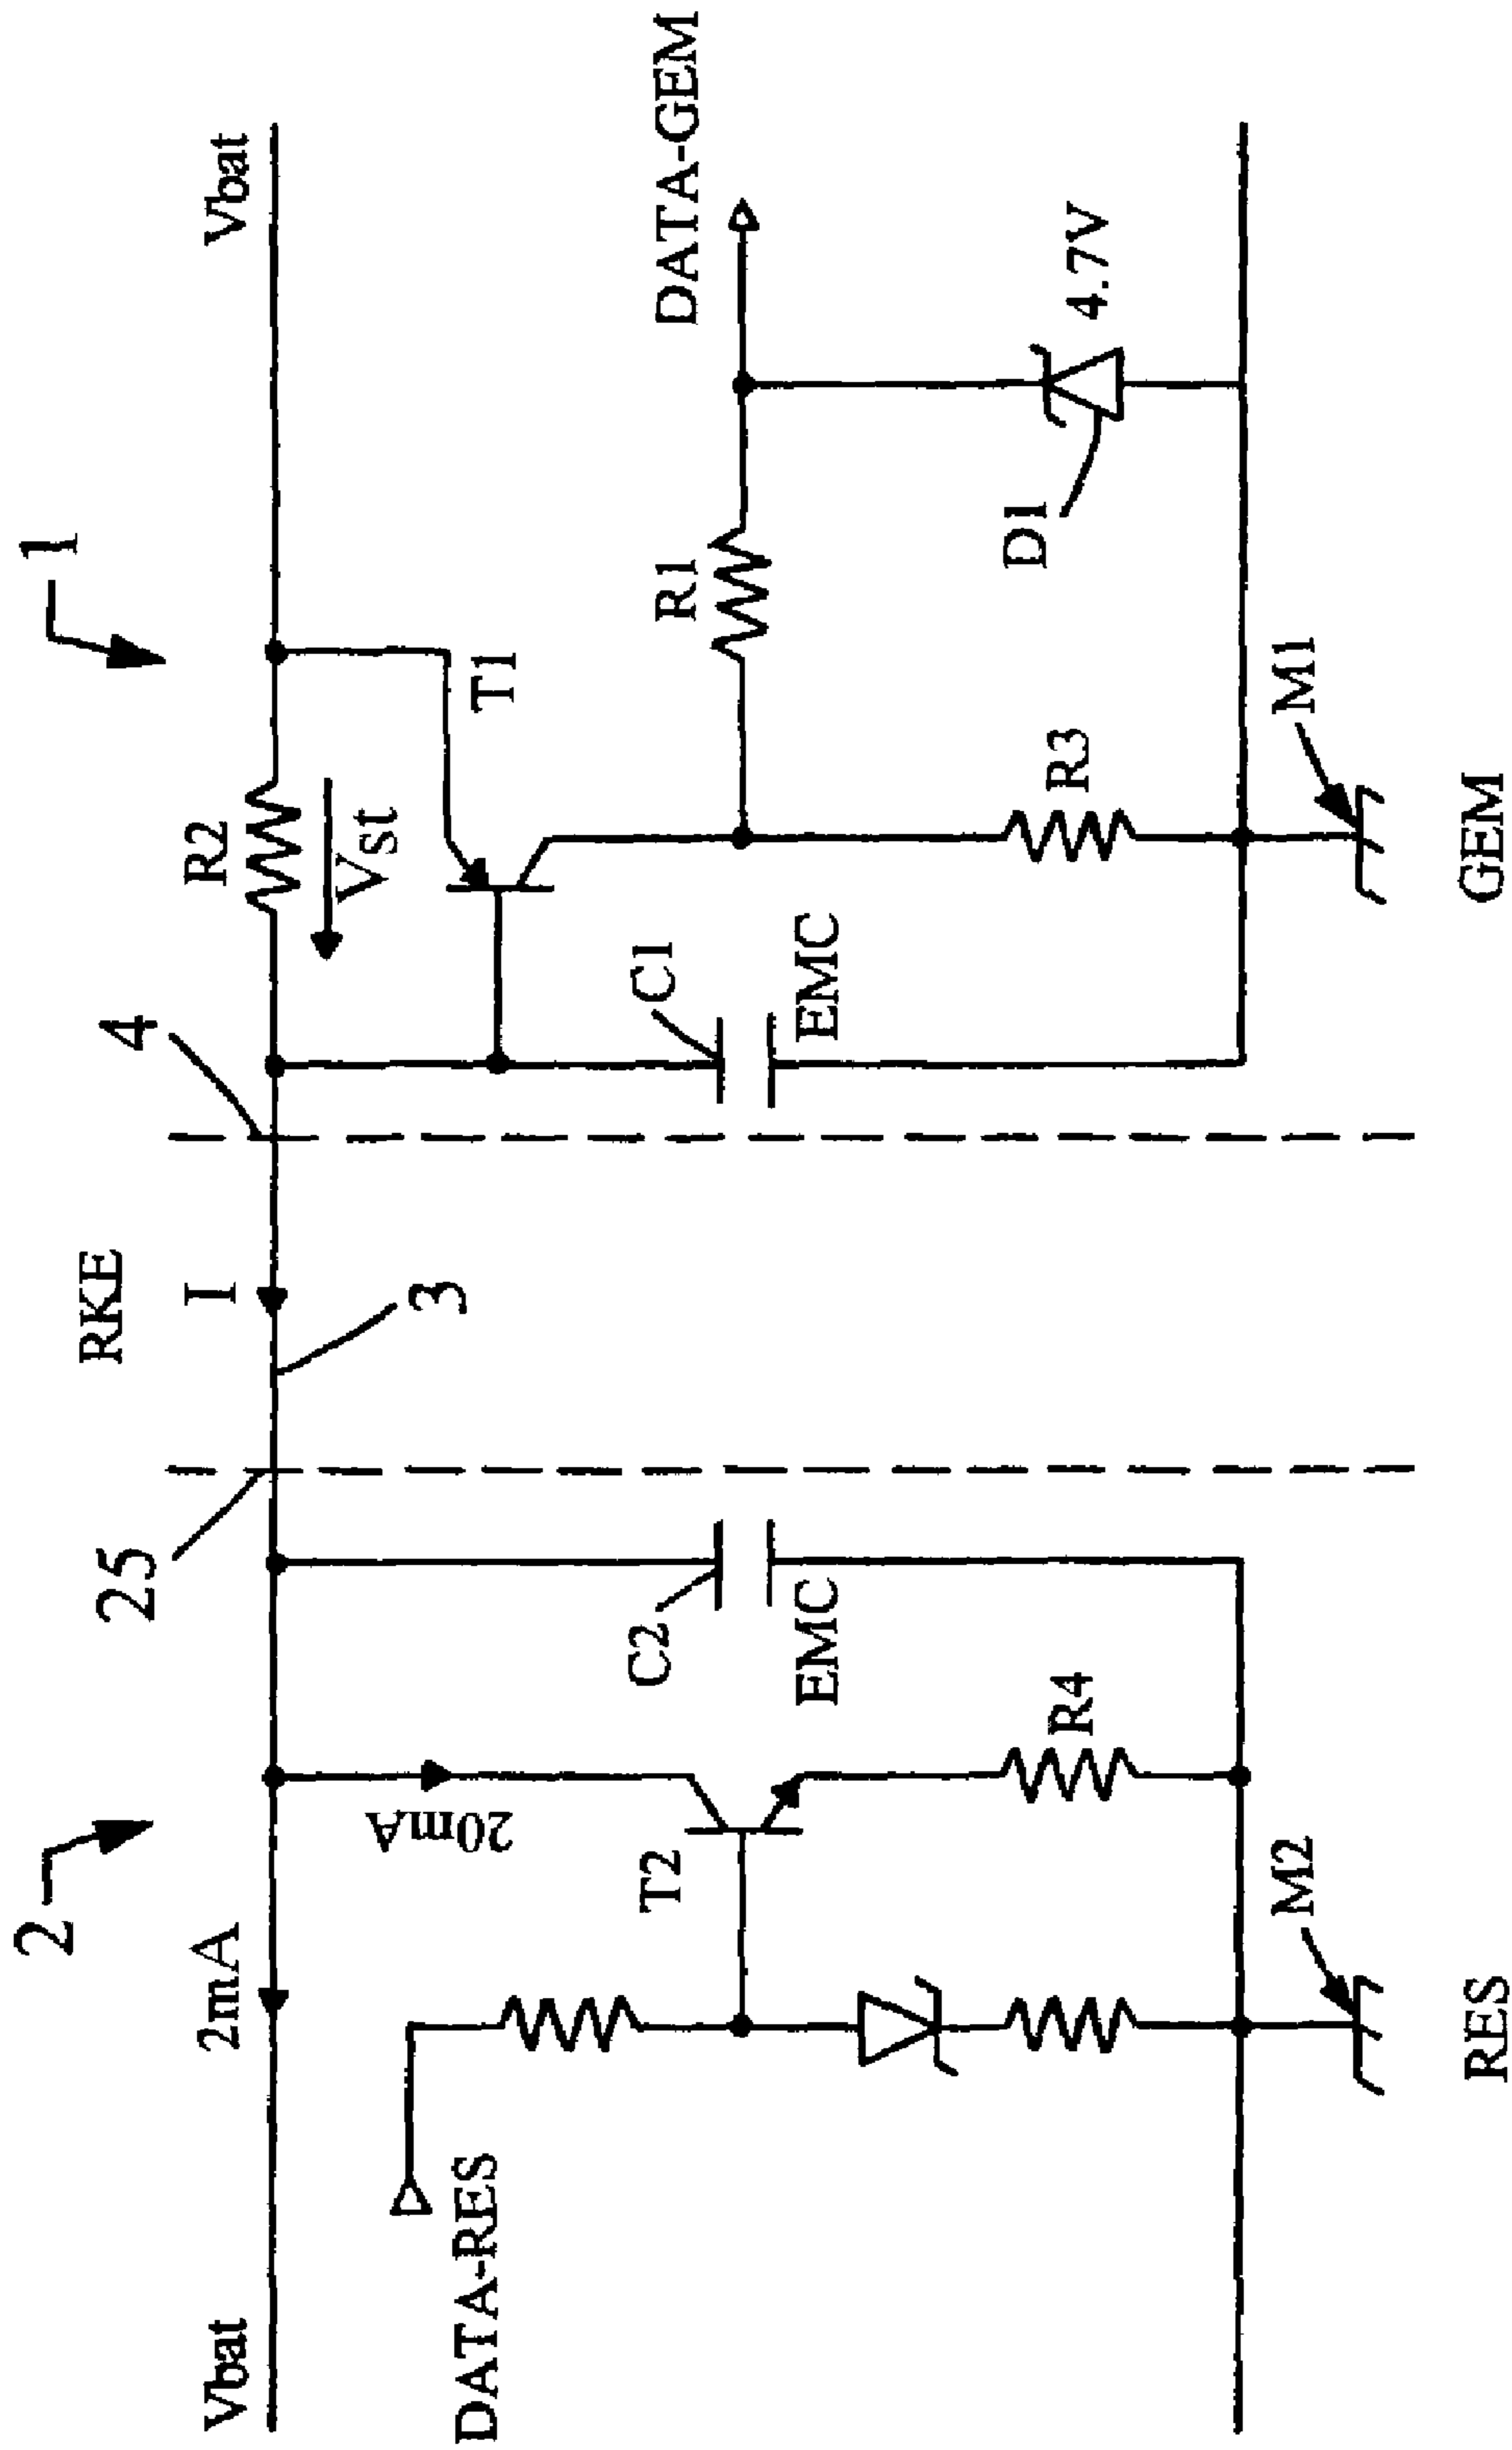 2
1
RKE
25
4
Vbat
2mA
I
R2
Vbat
3
Vst
20mA
T1
DATA-RES
T2
C2
C1
R1
DATA-GEM
EMC
EMC
R4
R3
D1
4.7V
M2
M1
RES
GEM